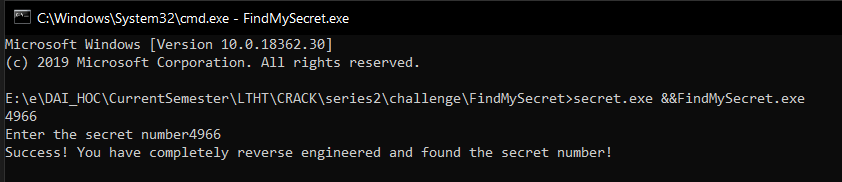 C:\Windows\System32\cmd.exe - FindMySecret.exe
Microsoft Windows [Version 10.0.18362.30]
(c) 2019 Microsoft Corporation. All rights reserved.
E:\e\DAI_HOC\CurrentSemester\LTHT\CRACK\series2\challenge\FindMySecret>secret.exe &&FindMySecret.exe
4966
Enter the secret number4966
Success! You have completely reverse engineered and found the secret number!